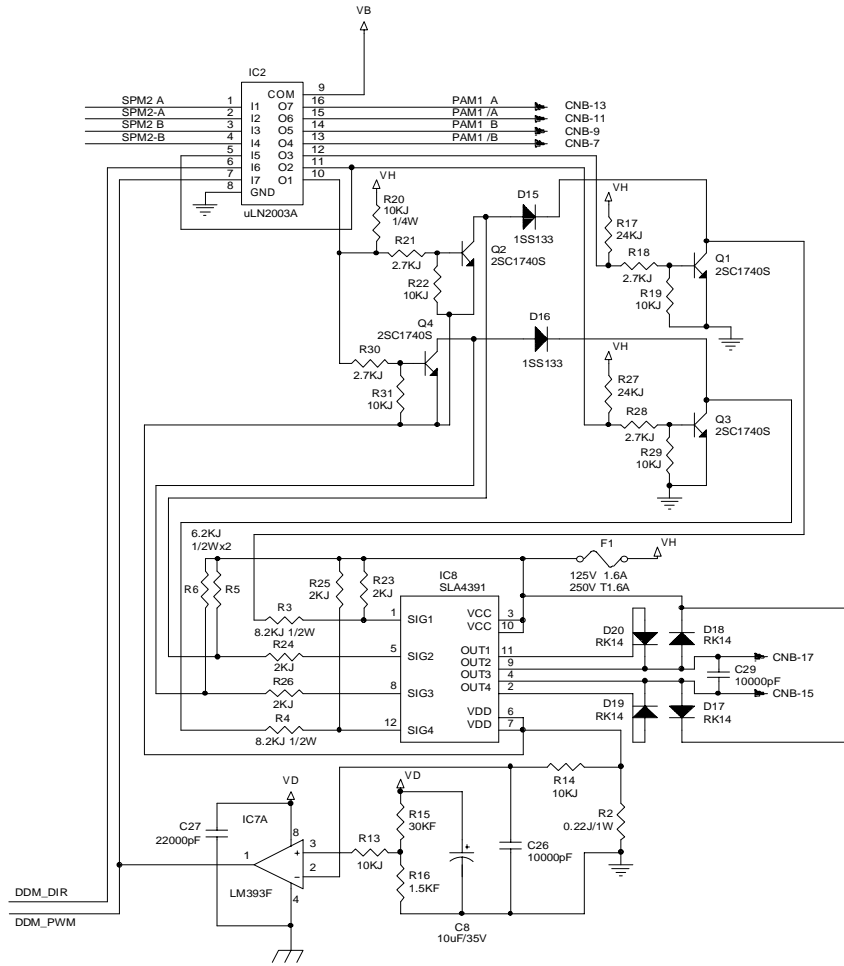 VB
IC2
COM 9
SPM2 A 1 I1 O7 16 PAM1 A CNB-13
SPM2-A 2 I2 O6 15 PAM1 /A CNB-11
SPM2 B 3 I3 O5 14 PAM1 B CNB-9
SPM2-B 4 I4 O4 13 PAM1 /B CNB-7
5 I5 O3 12
6 I6 O2 11
7 I7 O1 10
8 GND
uLN2003A
VH
R20
10KJ
1/4W
D15
1SS133
VH
R17
24KJ
R21
2.7KJ
Q2
2SC1740S
R18
2.7KJ
Q1
2SC1740S
R22
10KJ
R19
10KJ
Q4
2SC1740S
D16
1SS133
R30
2.7KJ
VH
R27
24KJ
R31
10KJ
R28
2.7KJ
Q3
2SC1740S
R29
10KJ
6.2KJ
1/2Wx2
R6
R5
R25
2KJ
R23
2KJ
F1
125V 1.6A
250V T1.6A
VH
IC8
SLA4391
R3
8.2KJ 1/2W
1 SIG1
VCC 3
VCC 10
R24
2KJ
5 SIG2
OUT1 11
OUT2 9
R26
2KJ
8 SIG3
OUT3 4
OUT4 2
R4
8.2KJ 1/2W
12 SIG4
VDD 6
VDD 7
D20
RK14
D18
RK14
CNB-17
C29
10000pF
CNB-15
D19
RK14
D17
RK14
R14
10KJ
R2
0.22J/1W
VD
VD
C27
22000pF
IC7A
8
1
3
+
2
−
4
LM393F
R13
10KJ
R15
30KF
R16
1.5KF
+
C8
10uF/35V
C26
10000pF
DDM_DIR
DDM_PWM